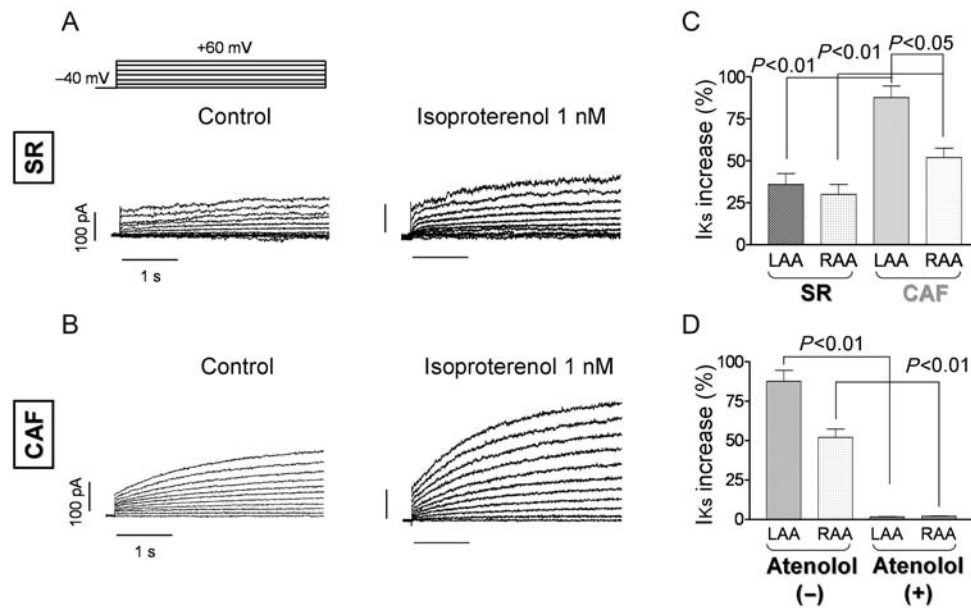 A
+60 mV
–40 mV
Control
Isoproterenol 1 nM
SR
100 pA
1 s
B
Control
Isoproterenol 1 nM
CAF
100 pA
1 s
C
P<0.05
P<0.01
P<0.01
IKs increase (%)
100
75
50
25
0
LAA RAA LAA RAA
SR CAF
D
P<0.01
P<0.01
IKs increase (%)
100
75
50
25
0
LAA RAA LAA RAA
Atenolol Atenolol
(–) (+)